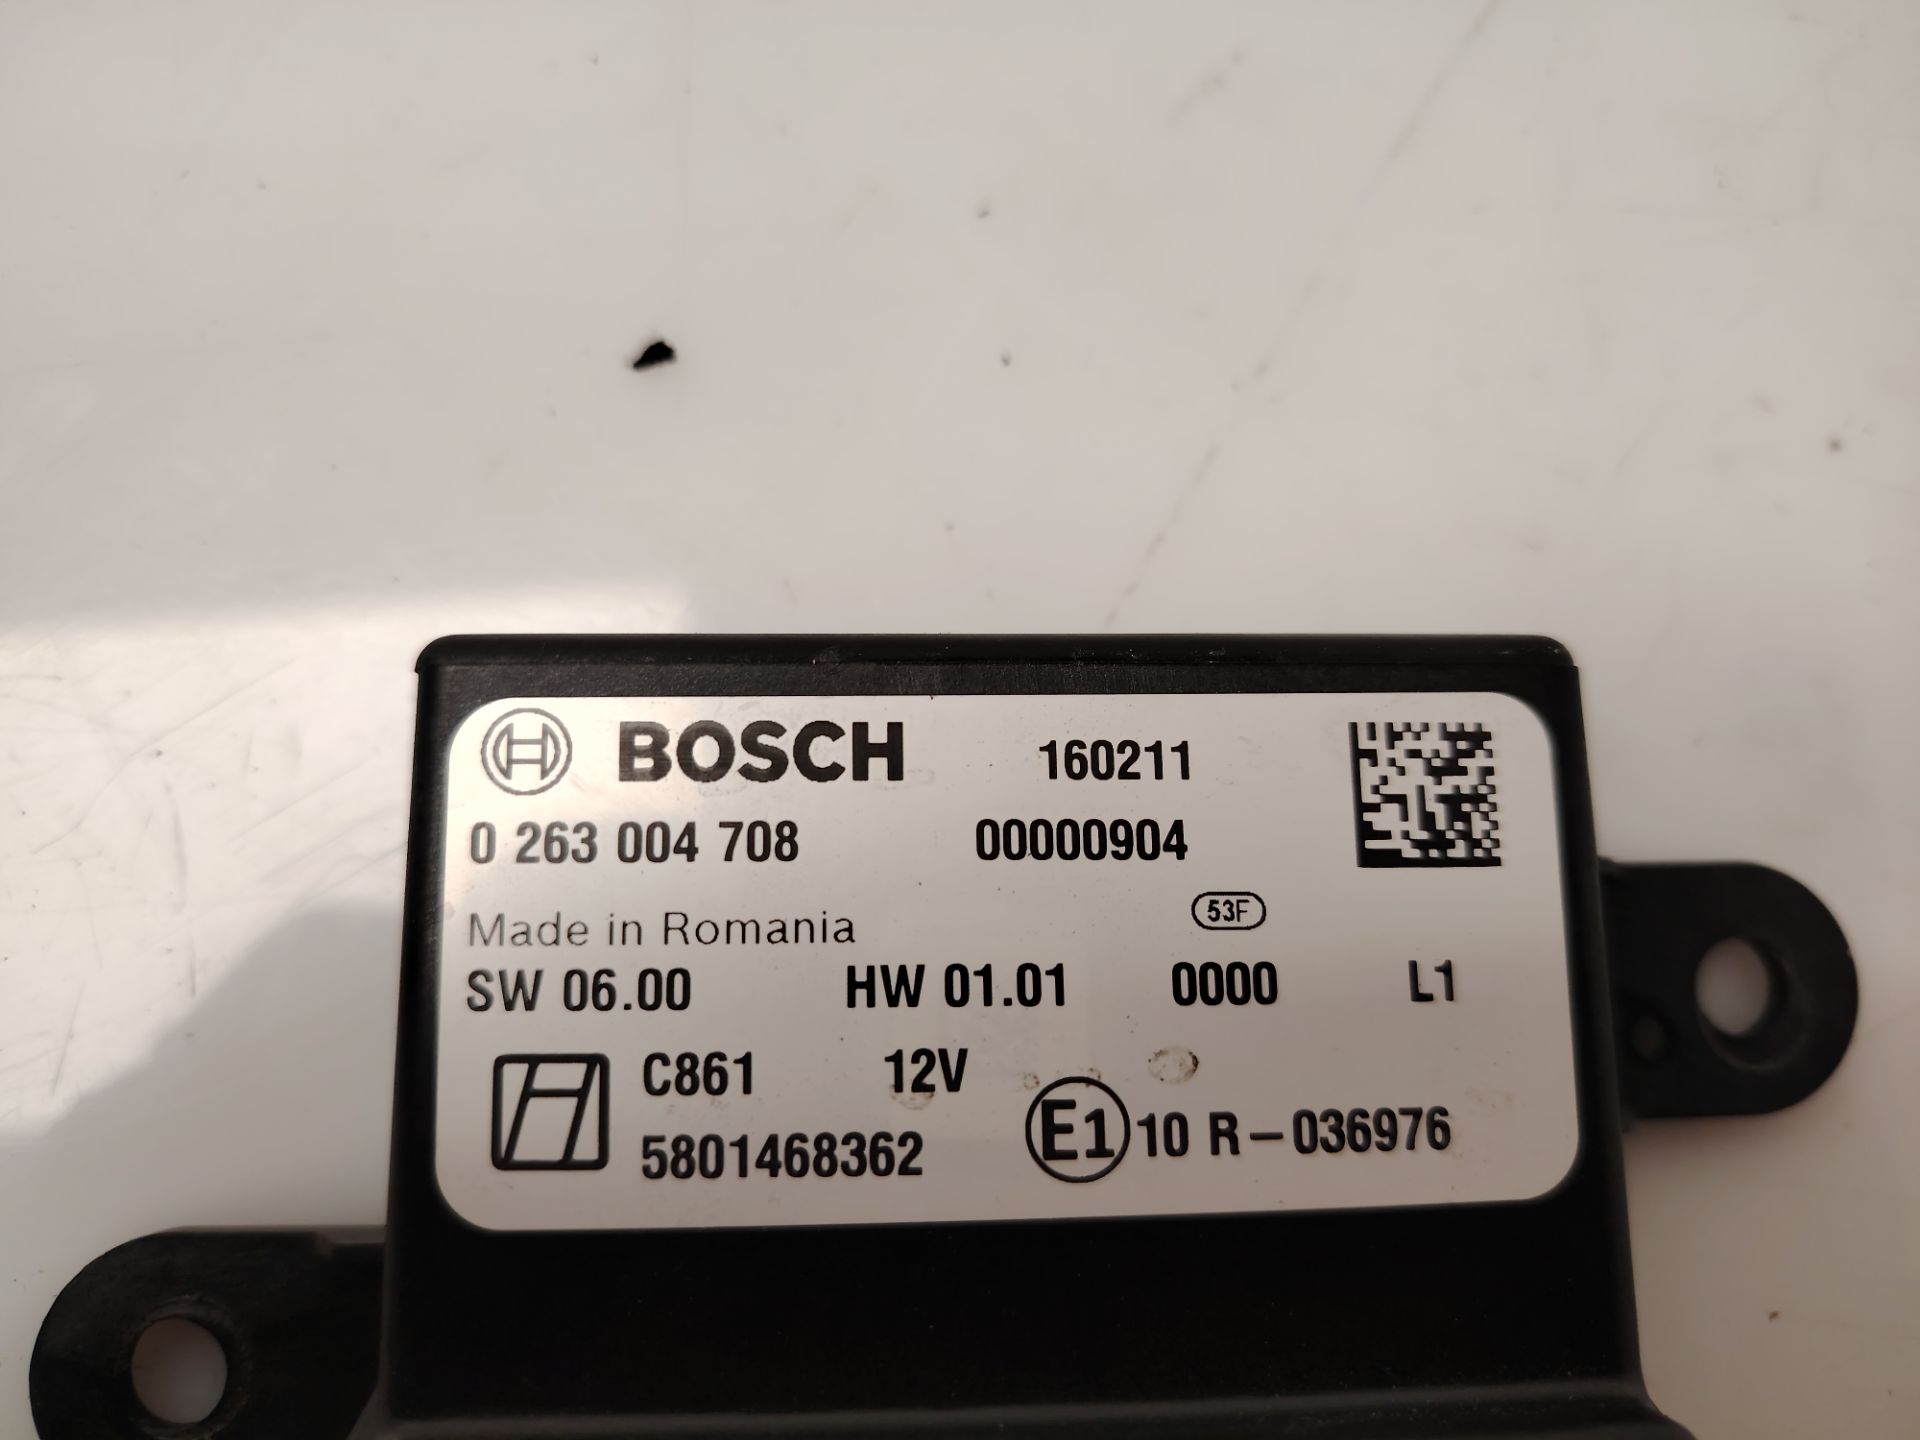 BOSCH 160211
0 263 004 708 00000904
Made in Romania 53F
SW 06.00 HW 01.01 0000 L1
C861 12V
5801468362 E1 10 R-036976